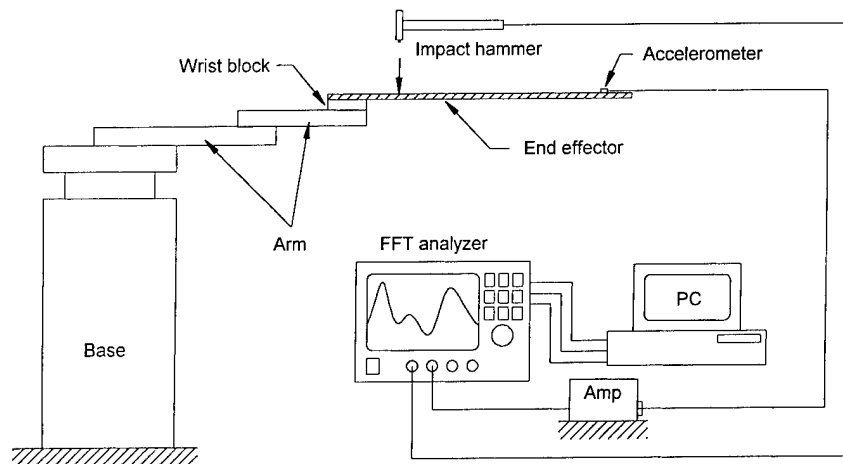 Impact hammer
Accelerometer
Wrist block
End effector
Arm
FFT analyzer
PC
Base
Amp